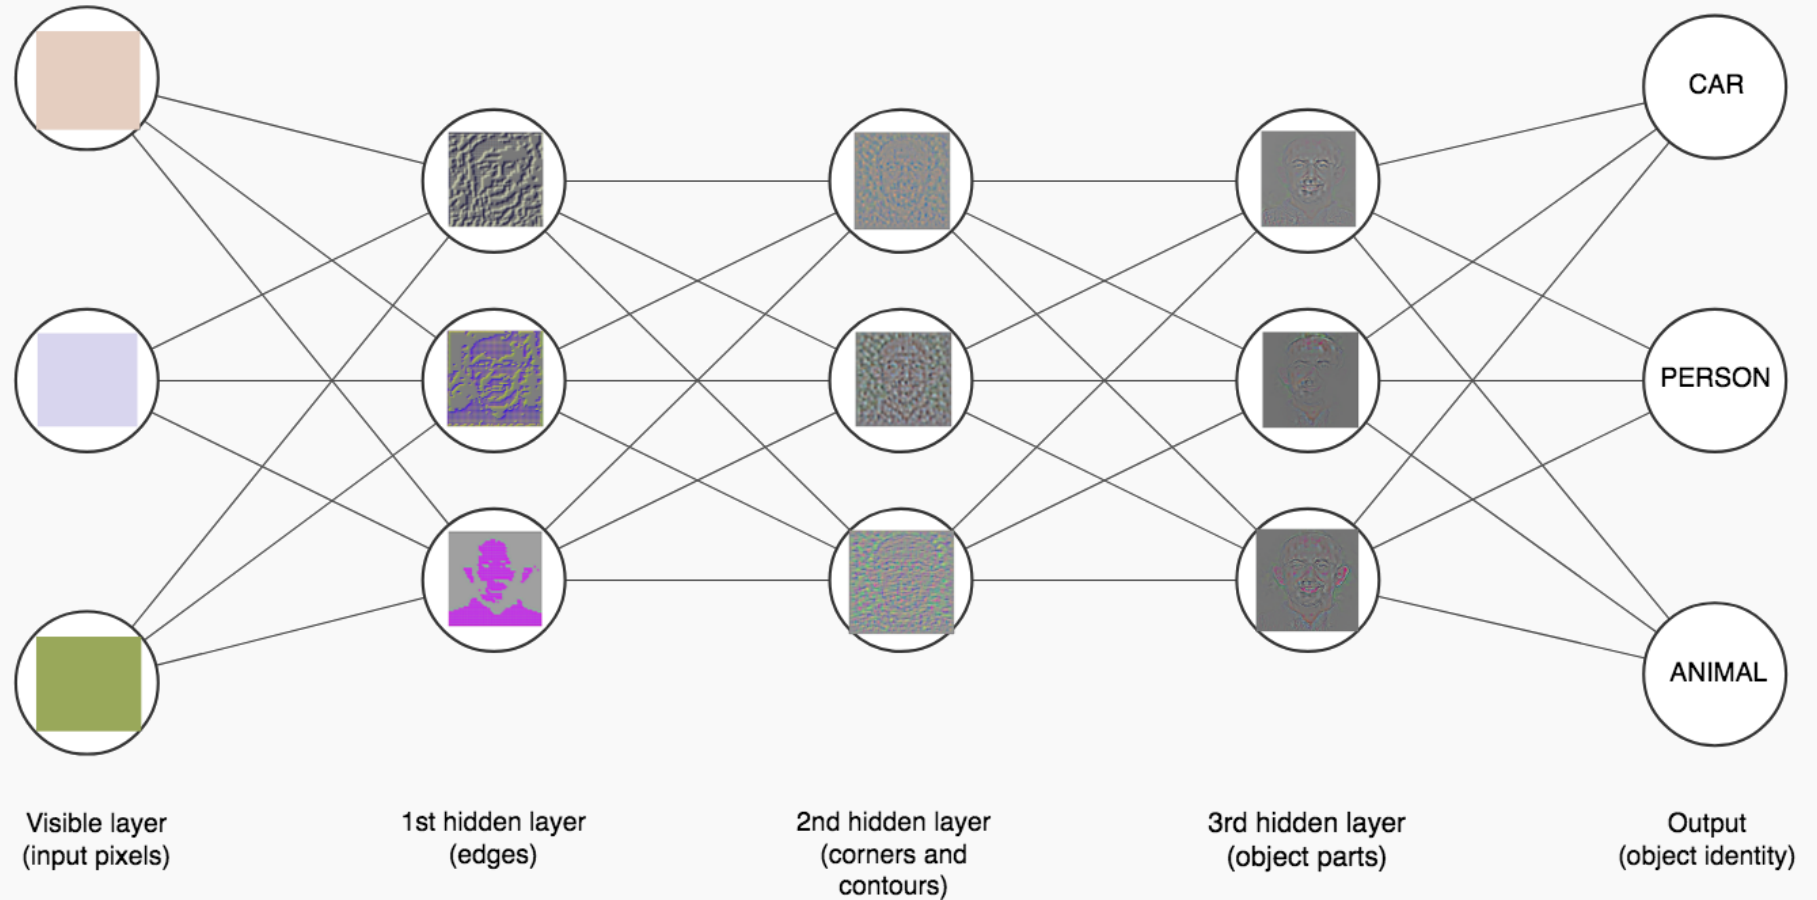 CAR
PERSON
ANIMAL
Visible layer
(input pixels)
1st hidden layer
(edges)
2nd hidden layer
(corners and
contours)
3rd hidden layer
(object parts)
Output
(object identity)